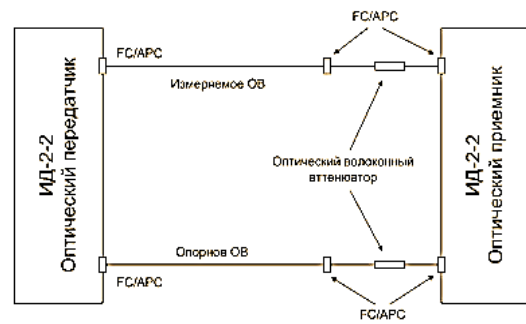 FC/APC
FC/APC
Измеряемое ОВ
ИД-2-2
Оптический передатчик
Оптический волоконный
аттенюатор
ИД-2-2
Оптический приемник
Опорное ОВ
FC/APC
FC/APC